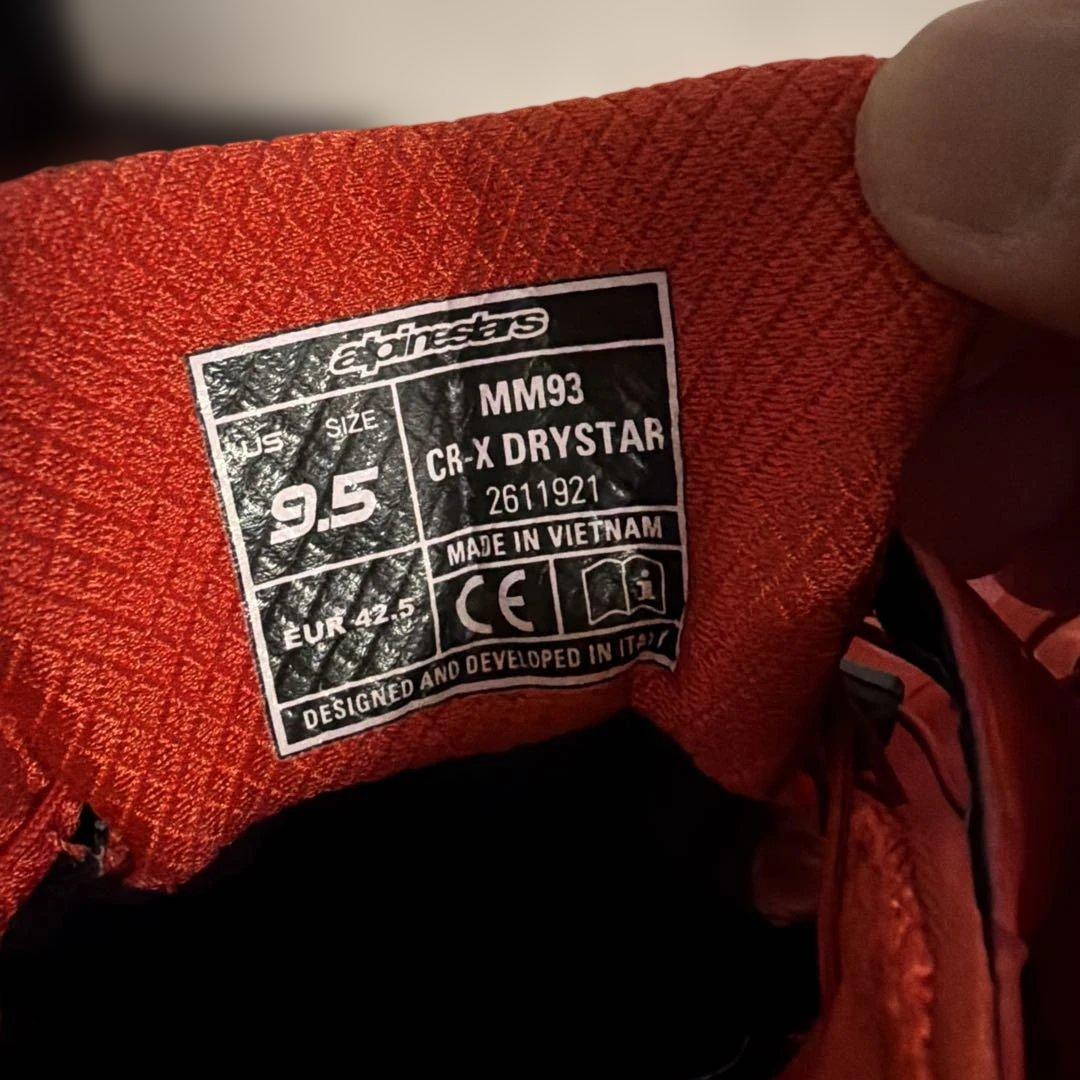 alpinestars
US SIZE
9.5
EUR 42.5
MM93
CR-X DRYSTAR
2611921
MADE IN VIETNAM
CE
i
DESIGNED AND DEVELOPED IN ITALY